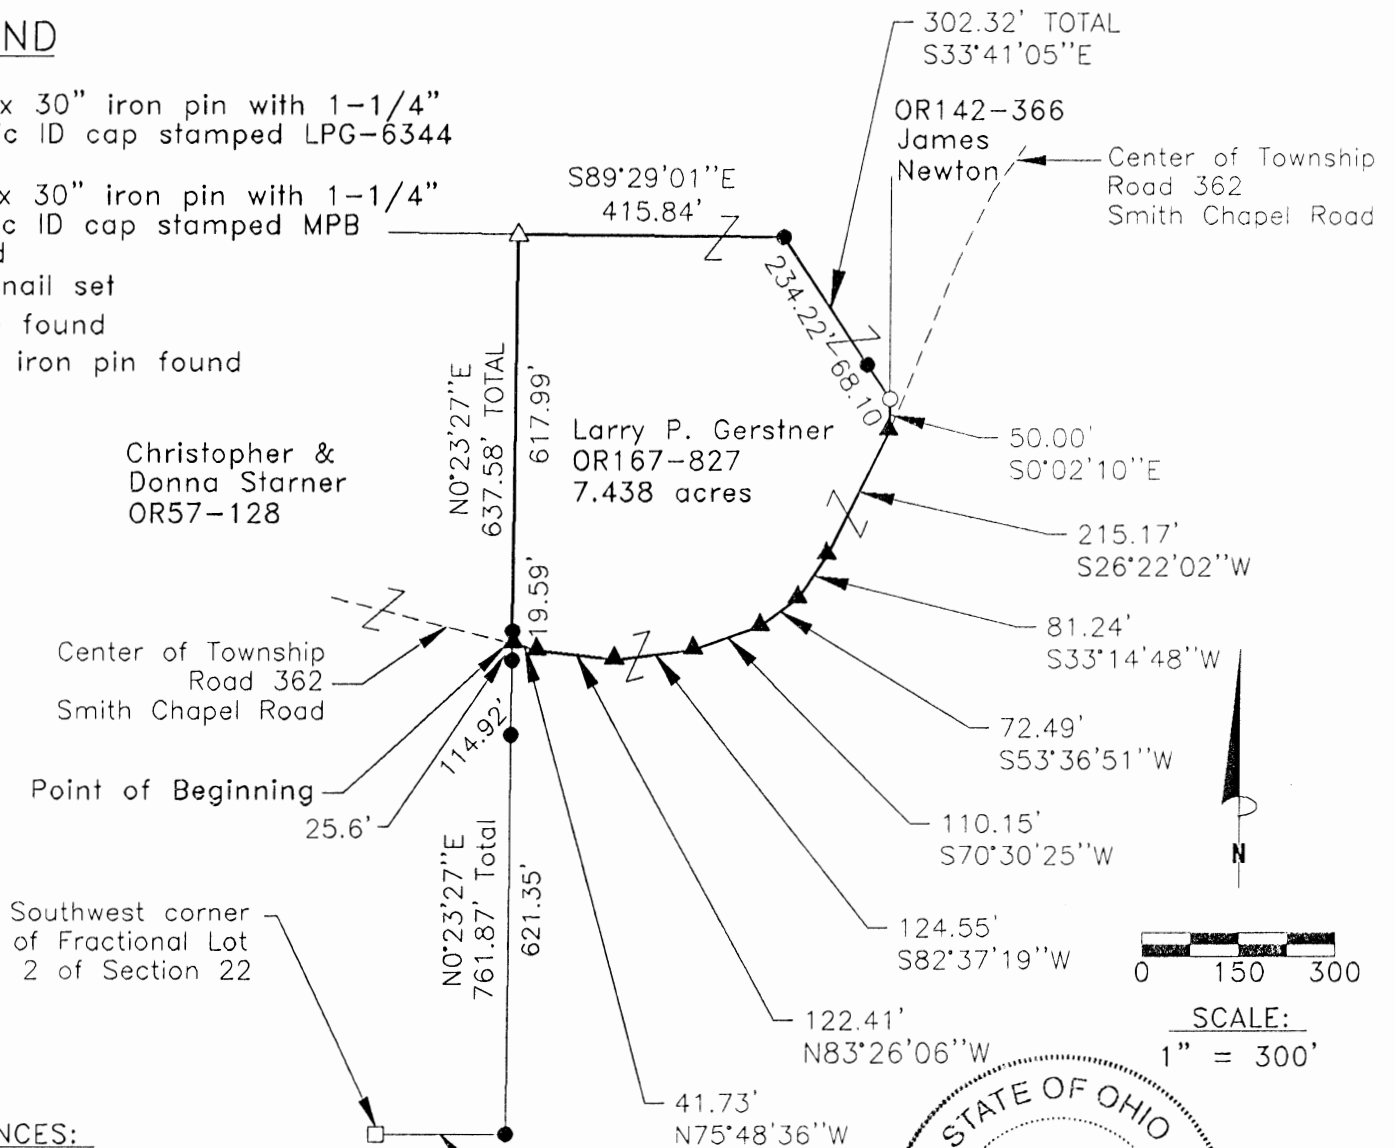 ND
x 30" iron pin with 1-1/4"
c ID cap stamped LPG-6344
x 30" iron pin with 1-1/4"
c ID cap stamped MPB
d
nail set
found
iron pin found
302.32' TOTAL
S33°41'05"E
OR142-366
James
Newton
Center of Township
Road 362
Smith Chapel Road
S89°29'01"E
415.84'
234.22'
68.10
N0°23'27"E
637.58' TOTAL
617.99'
Larry P. Gerstner
OR167-827
7.438 acres
Christopher &
Donna Starner
OR57-128
50.00'
S0°02'10"E
215.17'
S26°22'02"W
19.59'
81.24'
S33°14'48"W
Center of Township
Road 362
Smith Chapel Road
72.49'
S53°36'51"W
114.92'
Point of Beginning
25.6'
110.15'
S70°30'25"W
N0°23'27"E
761.87' Total
621.35'
Southwest corner
of Fractional Lot
2 of Section 22
124.55'
S82°37'19"W
N
0 150 300
SCALE:
1" = 300'
122.41'
N83°26'06"W
41.73'
N75°48'36"W
STATE OF OHIO
NCES: